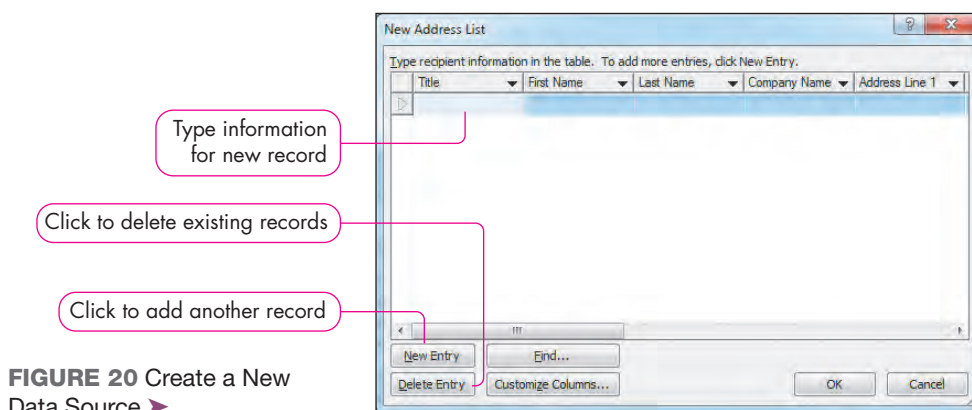 New Address List
Type recipient information in the table. To add more entries, click New Entry.
Title First Name Last Name Company Name Address Line 1
Type information
for new record
Click to delete existing records
Click to add another record
New Entry Find...
Delete Entry Customize Columns... OK Cancel
FIGURE 20 Create a New
Data Source ➤